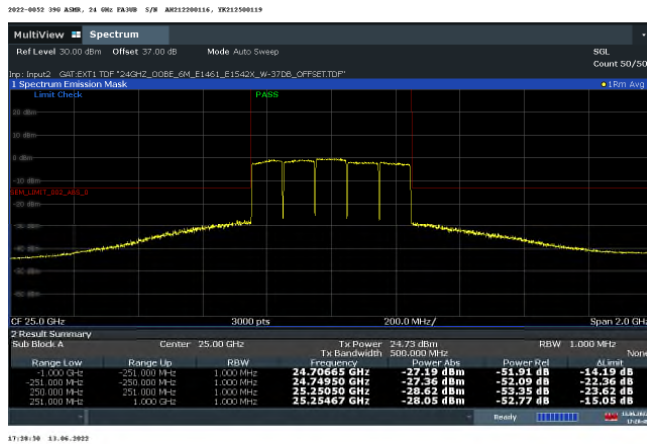 2022-0052 39G ASMR, 24 GHz FA3UB S/N AH212200116, YK212500119
MultiView Spectrum
Ref Level 30.00 dBm Offset 37.00 dB Mode Auto Sweep
SGL
Count 50/50
Inp: Input2 GAT:EXT1 TDF "24GHZ_OOBE_6M_E1461_E1542X_W-37DB_OFFSET.TDF"
1 Spectrum Emission Mask
1Rm Avg
Limit Check PASS
20 dBm
10 dBm
0 dBm
-10 dBm
-20 dBm
-30 dBm
-40 dBm
-50 dBm
-60 dBm
CF 25.0 GHz 3000 pts 200.0 MHz/ Span 2.0 GHz
2 Result Summary
Sub Block A Center 25.00 GHz Tx Power 24.73 dBm RBW 1.000 MHz
Tx Bandwidth 500.000 MHz None
Range Low Range Up RBW Frequency Power Abs Power Rel ΔLimit
-1.000 GHz -251.000 MHz 1.000 MHz 24.70665 GHz -27.19 dBm -51.91 dB -14.19 dB
-251.000 MHz -250.000 MHz 1.000 MHz 24.74950 GHz -27.36 dBm -52.09 dB -22.36 dB
250.000 MHz 251.000 MHz 1.000 MHz 25.25050 GHz -28.62 dBm -53.35 dB -23.62 dB
251.000 MHz 1.000 GHz 1.000 MHz 25.25467 GHz -28.05 dBm -52.77 dB -15.05 dB
Ready
17:28:50 13.06.2022